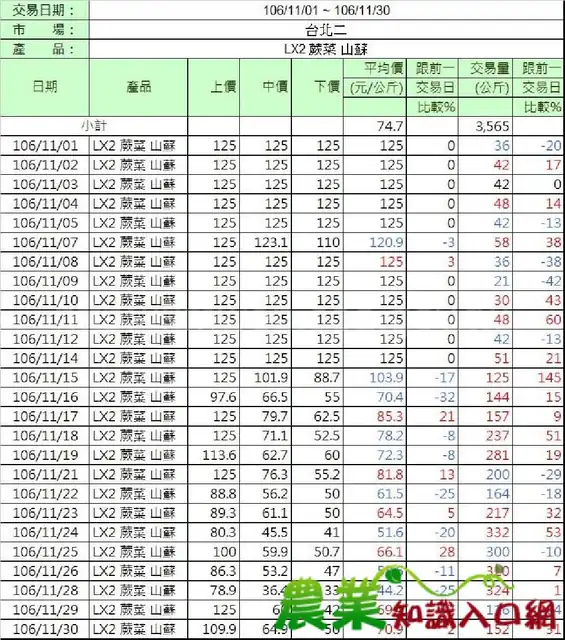 交易日期： 106/11/01 ~ 106/11/30
市 場： 台北二
產 品： LX2 蕨菜 山蘇
日期 產品 上價 中價 下價 平均價(元/公斤) 跟前一交易日比較% 交易量(公斤) 跟前一交易日比較%
小計 74.7 3,565
106/11/01 LX2 蕨菜 山蘇 125 125 125 125 0 36 -20
106/11/02 LX2 蕨菜 山蘇 125 125 125 125 0 42 17
106/11/03 LX2 蕨菜 山蘇 125 125 125 125 0 42 0
106/11/04 LX2 蕨菜 山蘇 125 125 125 125 0 48 14
106/11/05 LX2 蕨菜 山蘇 125 125 125 125 0 42 -13
106/11/07 LX2 蕨菜 山蘇 125 123.1 110 120.9 -3 58 38
106/11/08 LX2 蕨菜 山蘇 125 125 125 125 3 36 -38
106/11/09 LX2 蕨菜 山蘇 125 125 125 125 0 21 -42
106/11/10 LX2 蕨菜 山蘇 125 125 125 125 0 30 43
106/11/11 LX2 蕨菜 山蘇 125 125 125 125 0 48 60
106/11/12 LX2 蕨菜 山蘇 125 125 125 125 0 42 -13
106/11/14 LX2 蕨菜 山蘇 125 125 125 125 0 51 21
106/11/15 LX2 蕨菜 山蘇 125 101.9 88.7 103.9 -17 125 145
106/11/16 LX2 蕨菜 山蘇 97.6 66.5 55 70.4 -32 144 15
106/11/17 LX2 蕨菜 山蘇 125 79.7 62.5 85.3 21 157 9
106/11/18 LX2 蕨菜 山蘇 125 71.1 52.5 78.2 -8 237 51
106/11/19 LX2 蕨菜 山蘇 113.6 62.7 60 72.3 -8 281 19
106/11/21 LX2 蕨菜 山蘇 125 76.3 55.2 81.8 13 200 -29
106/11/22 LX2 蕨菜 山蘇 88.8 56.2 50 61.5 -25 164 -18
106/11/23 LX2 蕨菜 山蘇 89.3 61.1 50 64.5 5 217 32
106/11/24 LX2 蕨菜 山蘇 80.3 45.5 41 51.6 -20 332 53
106/11/25 LX2 蕨菜 山蘇 100 59.9 50.7 66.1 28 300 -10
106/11/26 LX2 蕨菜 山蘇 86.3 53.2 47 -11 7
106/11/28 LX2 蕨菜 山蘇 78.9 44.2 -25 324 1
106/11/29 LX2 蕨菜 山蘇 125 42
106/11/30 LX2 蕨菜 山蘇 109.9 152 31
農業知識入口網